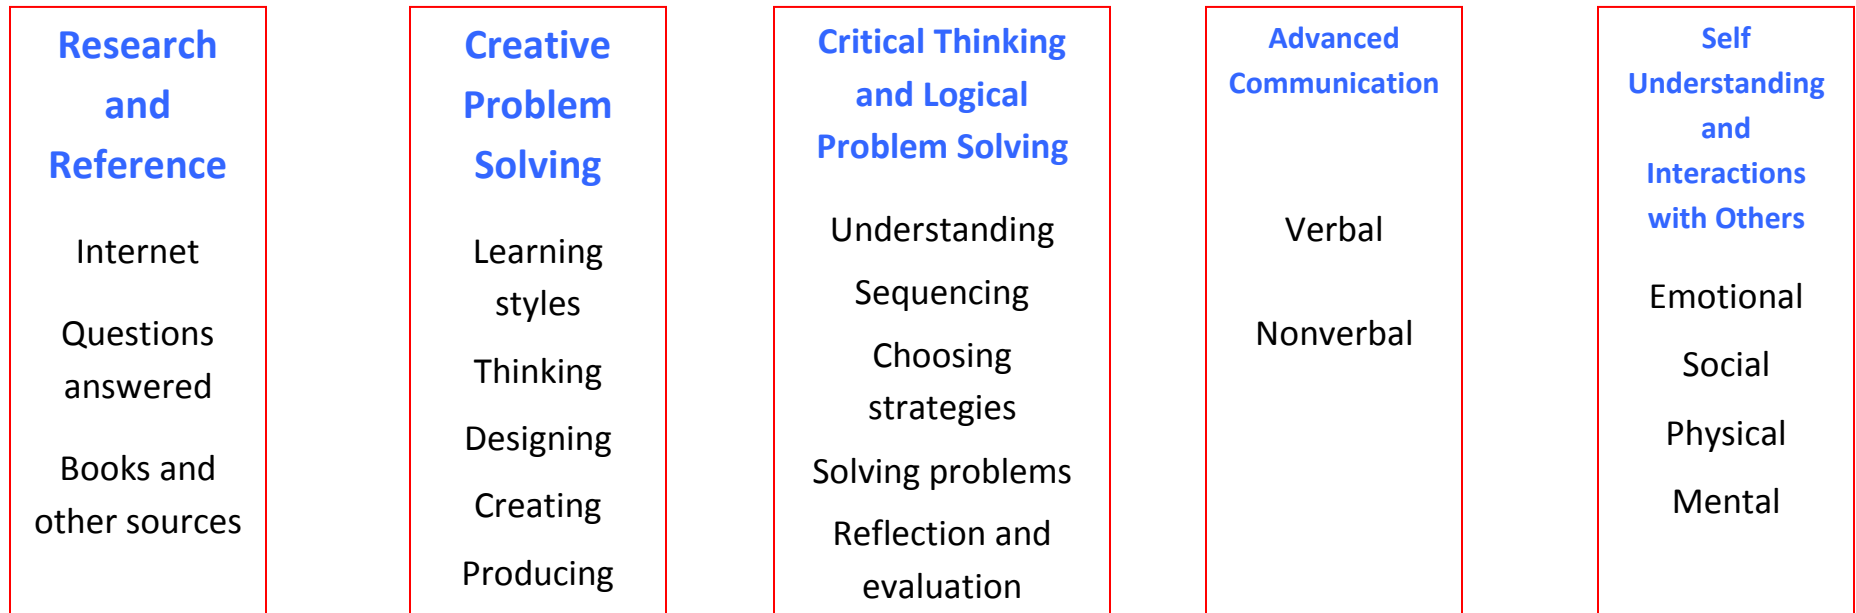 Research
and
Reference
Internet
Questions
answered
Books and
other sources
Creative
Problem
Solving
Learning
styles
Thinking
Designing
Creating
Producing
Critical Thinking
and Logical
Problem Solving
Understanding
Sequencing
Choosing
strategies
Solving problems
Reflection and
evaluation
Advanced
Communication
Verbal
Nonverbal
Self
Understanding
and
Interactions
with Others
Emotional
Social
Physical
Mental